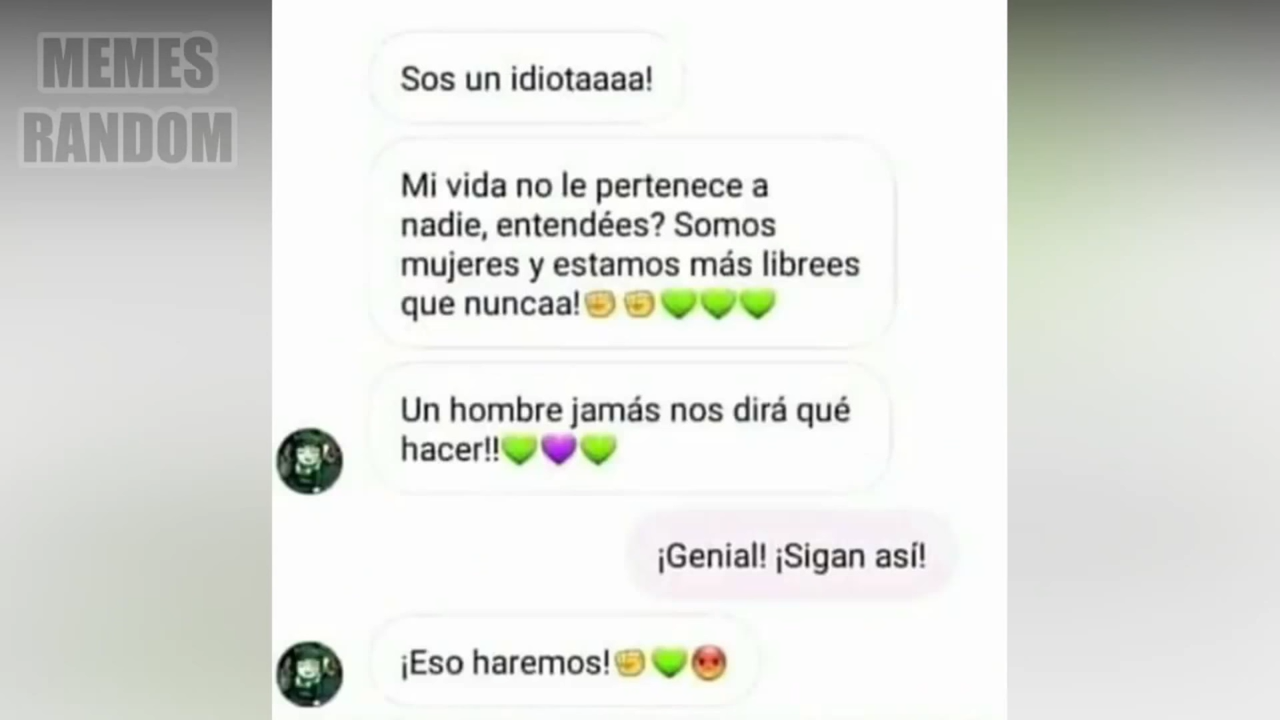 MEMES
RANDOM
Sos un idiotaaaa!
Mi vida no le pertenece a
nadie, entendées? Somos
mujeres y estamos más librees
que nuncaa!✊✊💚💚💚
Un hombre jamás nos dirá qué
hacer!!💚💜💚
¡Genial! ¡Sigan así!
¡Eso haremos!✊💚😡